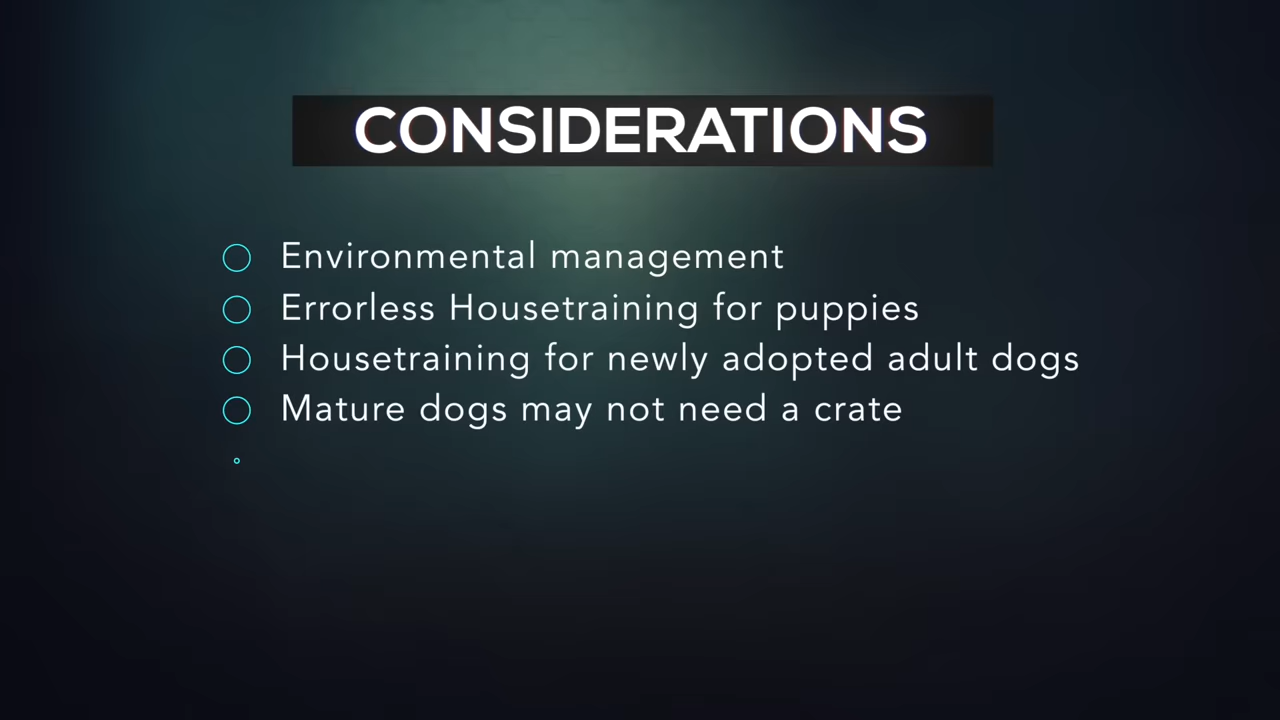 CONSIDERATIONS
Environmental management
Errorless Housetraining for puppies
Housetraining for newly adopted adult dogs
Mature dogs may not need a crate